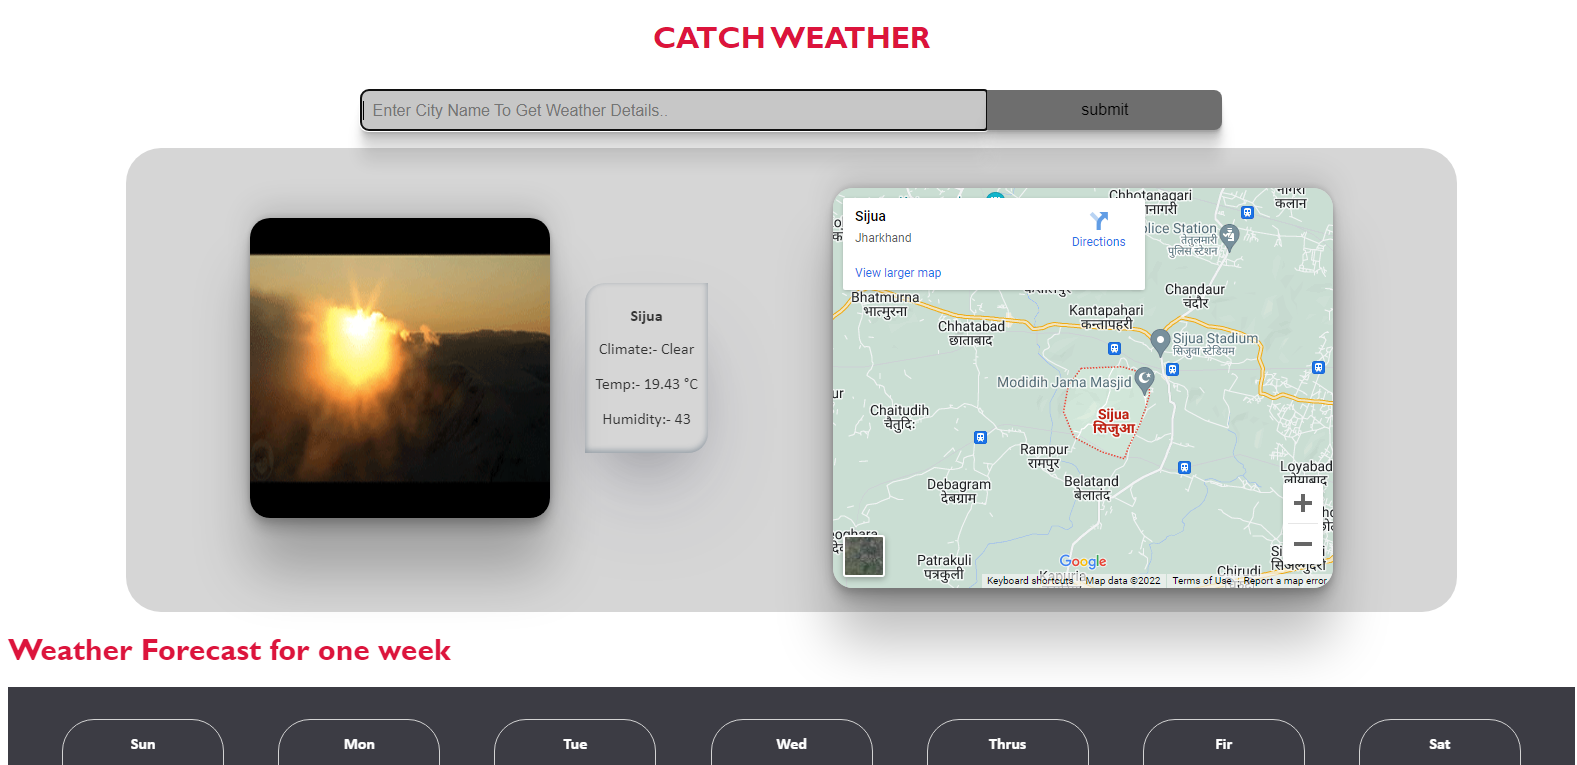 CATCH WEATHER
Enter City Name To Get Weather Details..
submit
Sijua
Climate:- Clear
Temp:- 19.43 °C
Humidity:- 43
Sijua
Jharkhand
Directions
View larger map
Chhotanagari
कलान
olice Station
तेतुलमारी
पुलिस स्टेशन
Chandaur
चंदौर
Bhatmurna
भाटमुरना
Kantapahari
कन्तापहरी
Chhatabad
छाताबाद
Sijua Stadium
सिजुवा स्टेडियम
Modidih Jama Masjid
Chaitudih
चैतुदिः
Sijua
सिजुआ
Rampur
रामपुर
Loyabad
लोयाबाद
Debagram
देबग्राम
Belatand
बेलातंद
Patrakuli
पत्रकुली
Google
Chirudi
Keyboard shortcuts
Map data ©2022
Terms of Use
Report a map error
Weather Forecast for one week
Sun
Mon
Tue
Wed
Thrus
Fir
Sat